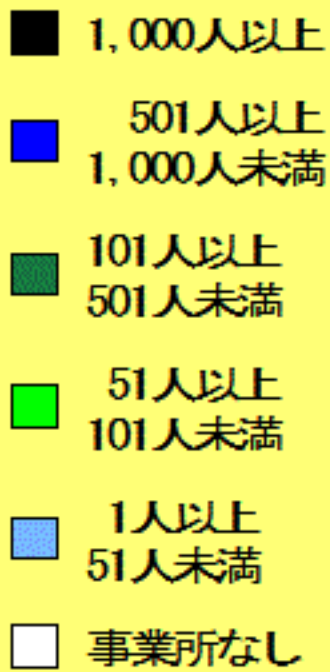 1,000人以上
501人以上
1,000人未満
101人以上
501人未満
51人以上
101人未満
1人以上
51人未満
事業所なし